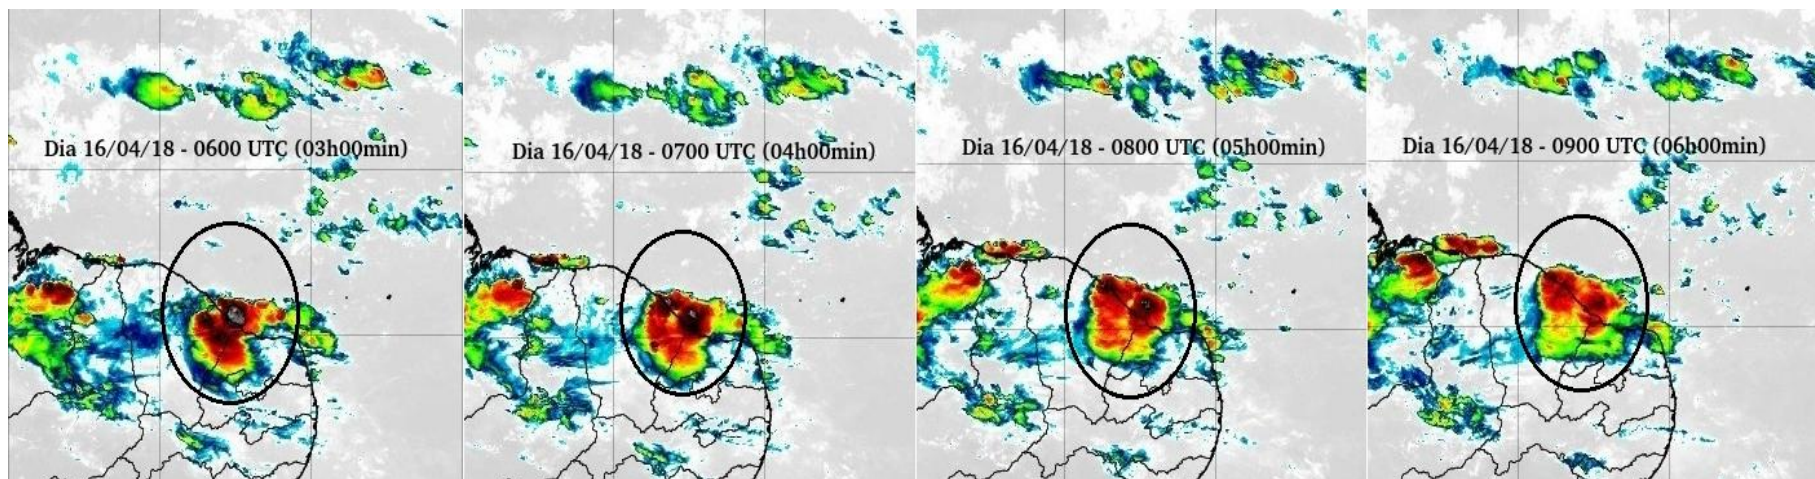 Dia 16/04/18 - 0600 UTC (03h00min)
Dia 16/04/18 - 0700 UTC (04h00min)
Dia 16/04/18 - 0800 UTC (05h00min)
Dia 16/04/18 - 0900 UTC (06h00min)